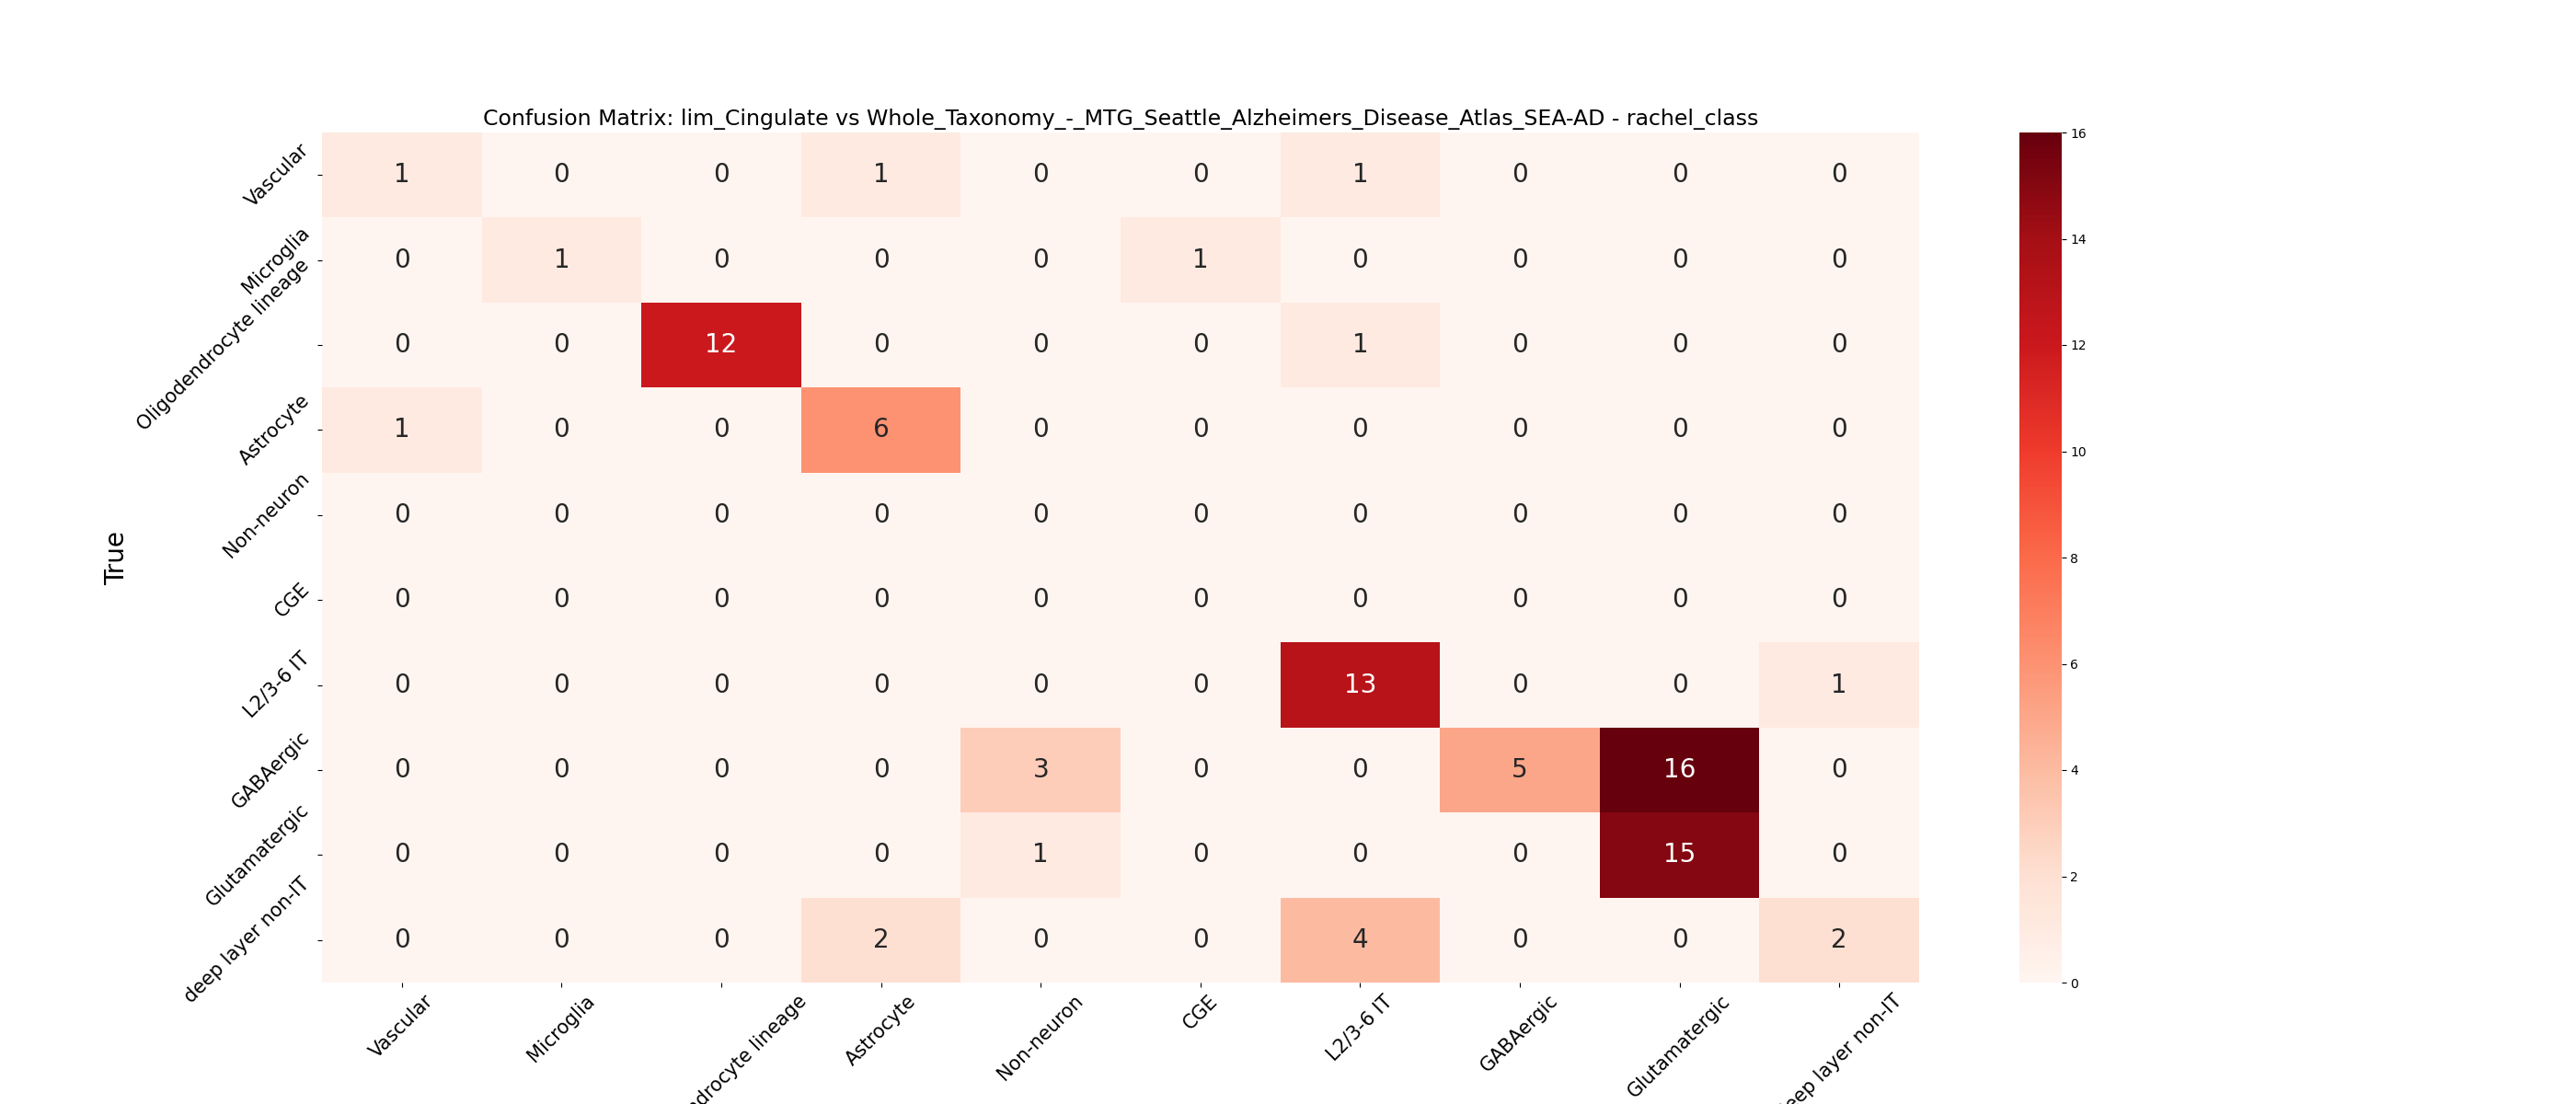 Confusion Matrix: lim_Cingulate vs Whole_Taxonomy_-_MTG_Seattle_Alzheimers_Disease_Atlas_SEA-AD - rachel_class
True
Vascular 1 0 0 1 0 0 1 0 0 0
Microglia 0 1 0 0 0 1 0 0 0 0
Oligodendrocyte lineage 0 0 12 0 0 0 1 0 0 0
Astrocyte 1 0 0 6 0 0 0 0 0 0
Non-neuron 0 0 0 0 0 0 0 0 0 0
CGE 0 0 0 0 0 0 0 0 0 0
L2/3-6 IT 0 0 0 0 0 0 13 0 0 1
GABAergic 0 0 0 0 3 0 0 5 16 0
Glutamatergic 0 0 0 0 1 0 0 0 15 0
deep layer non-IT 0 0 0 2 0 0 4 0 0 2
Vascular
Microglia
ndrocyte lineage
Astrocyte
Non-neuron
CGE
L2/3-6 IT
GABAergic
Glutamatergic
eep layer non-IT
16
14
12
10
8
6
4
2
0